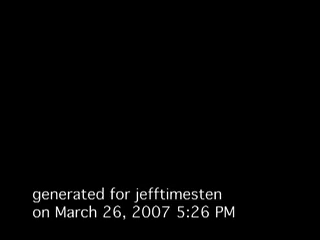 generated for jefftimesten
on March 26, 2007 5:26 PM